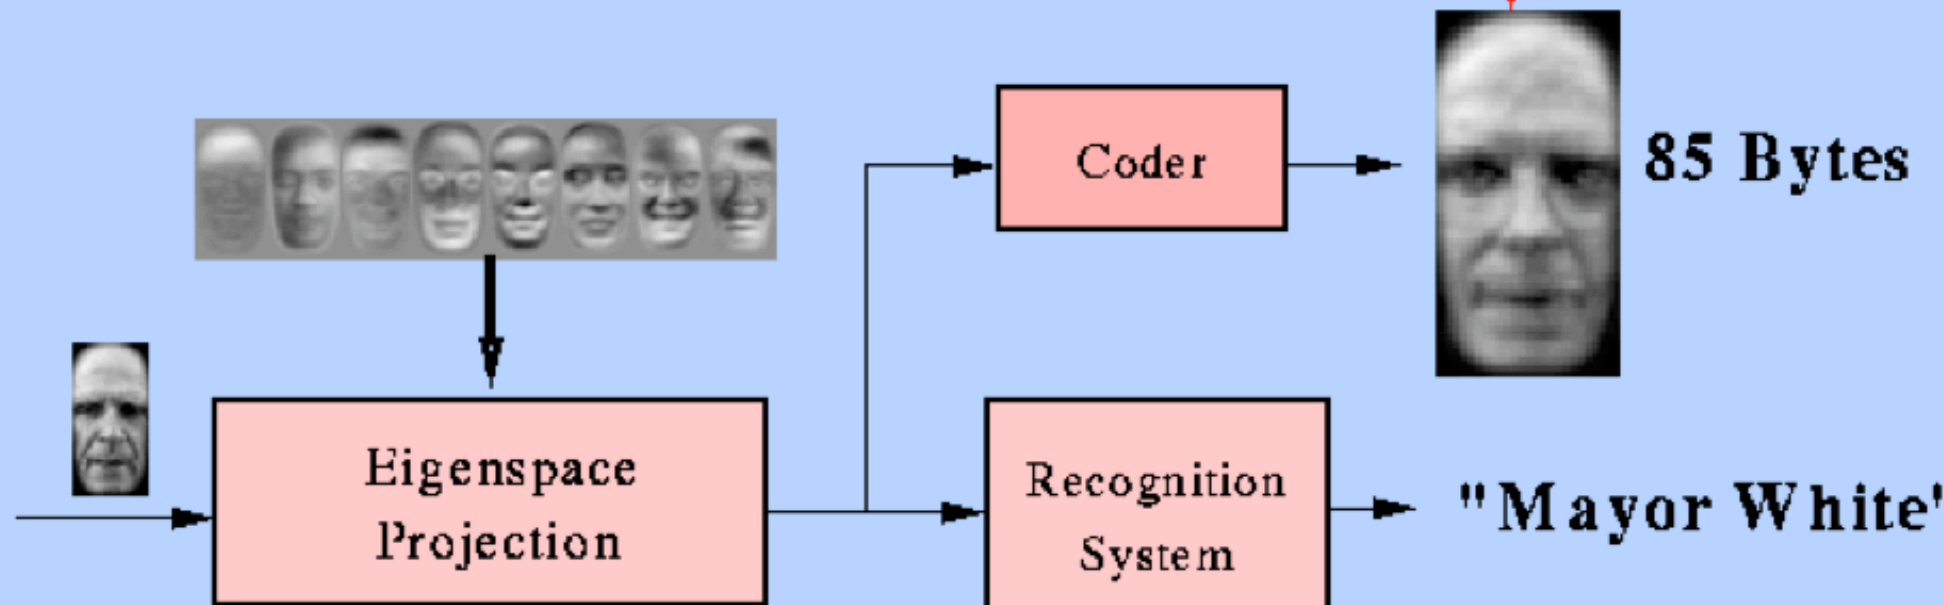 Coder
85 Bytes
Eigenspace
Projection
Recognition
System
"Mayor White"